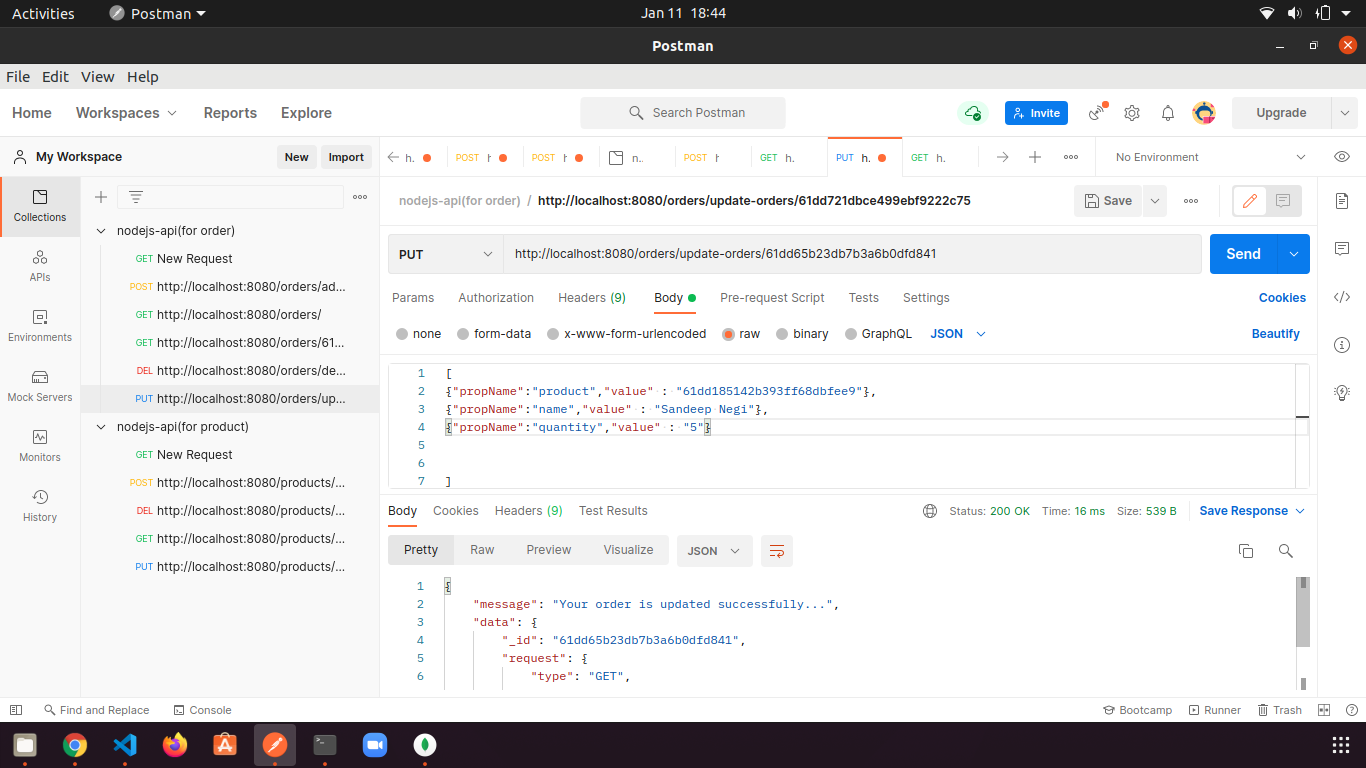 Activities Postman Jan 11 18:44
Postman
File Edit View Help
Home Workspaces Reports Explore Search Postman Invite Upgrade
My Workspace New Import
h. POST h POST h n.. POST h GET h. PUT h. GET h. No Environment
Collections
APIs
Environments
Mock Servers
Monitors
History
nodejs-api(for order)
GET New Request
POST http://localhost:8080/orders/ad...
GET http://localhost:8080/orders/
GET http://localhost:8080/orders/61...
DEL http://localhost:8080/orders/de...
PUT http://localhost:8080/orders/up...
nodejs-api(for product)
GET New Request
POST http://localhost:8080/products/...
DEL http://localhost:8080/products/...
GET http://localhost:8080/products/...
PUT http://localhost:8080/products/...
nodejs-api(for order) / http://localhost:8080/orders/update-orders/61dd721dbce499ebf9222c75 Save
PUT http://localhost:8080/orders/update-orders/61dd65b23db7b3a6b0dfd841 Send
Params Authorization Headers (9) Body Pre-request Script Tests Settings Cookies
none form-data x-www-form-urlencoded raw binary GraphQL JSON Beautify
1 [
2 {"propName":"product","value" : "61dd185142b393ff68dbfee9"},
3 {"propName":"name","value" : "Sandeep Negi"},
4 {"propName":"quantity","value" : "5"}
5
6
7 ]
Body Cookies Headers (9) Test Results Status: 200 OK Time: 16 ms Size: 539 B Save Response
Pretty Raw Preview Visualize JSON
1 {
2 "message": "Your order is updated successfully...",
3 "data": {
4 "_id": "61dd65b23db7b3a6b0dfd841",
5 "request": {
6 "type": "GET",
Find and Replace Console Bootcamp Runner Trash